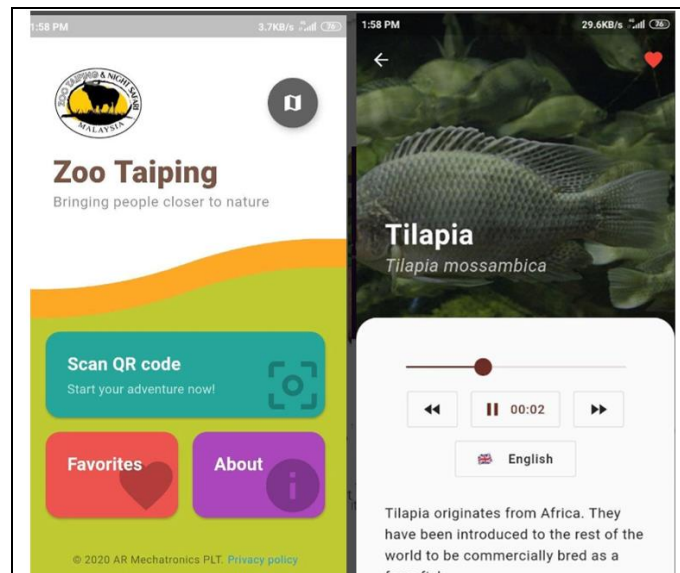 1:58 PM 3.7KB/s 76
ZOO TAIPING & NIGHT SAFARI
MALAYSIA
Zoo Taiping
Bringing people closer to nature
Scan QR code
Start your adventure now!
Favorites About
© 2020 AR Mechatronics PLT. Privacy policy
1:58 PM 29.6KB/s 76
Tilapia
Tilapia mossambica
00:02
English
Tilapia originates from Africa. They
have been introduced to the rest of the
world to be commercially bred as a